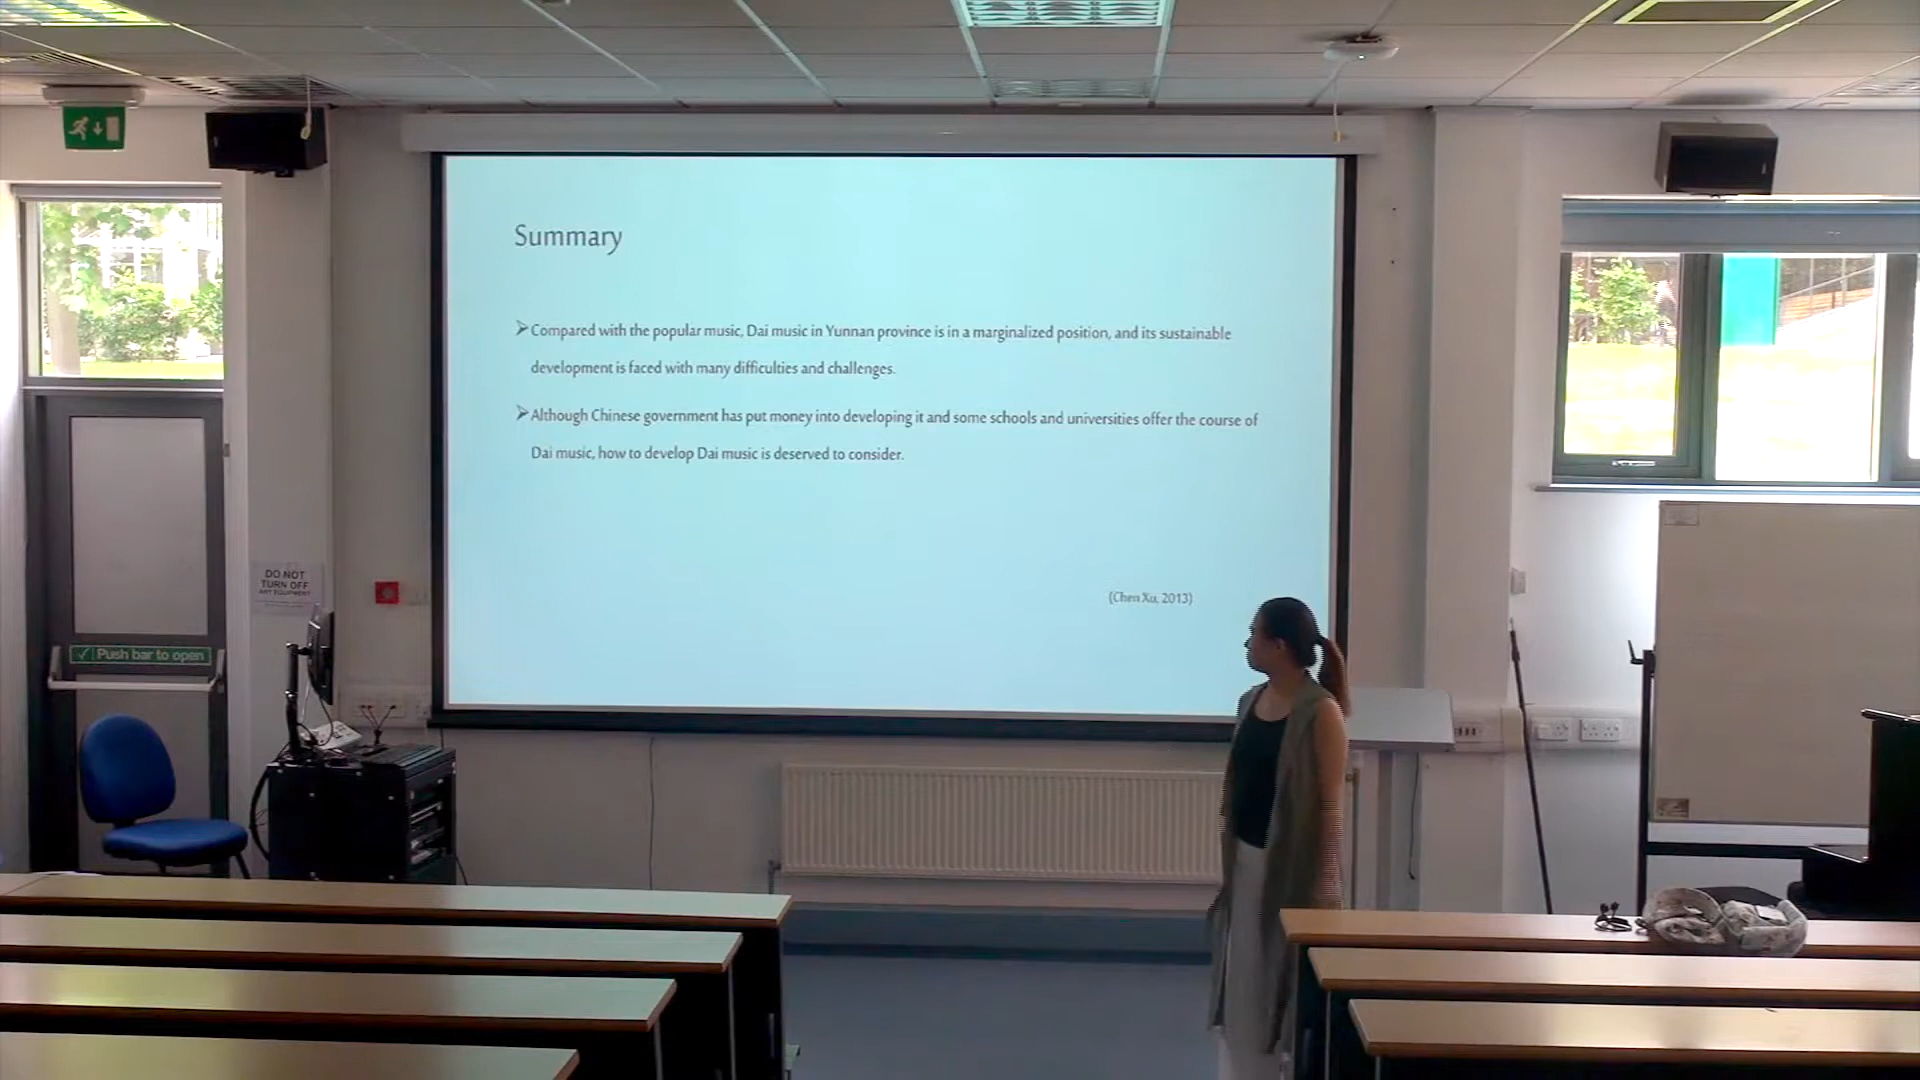 Summary
➢Compared with the popular music, Dai music in Yunnan province is in a marginalized position, and its sustainable
development is faced with many difficulties and challenges.
➢Although Chinese government has put money into developing it and some schools and universities offer the course of
Dai music, how to develop Dai music is deserved to consider.
(Chen Xu, 2013)
DO NOT
TURN OFF
ANY EQUIPMENT
Push bar to open